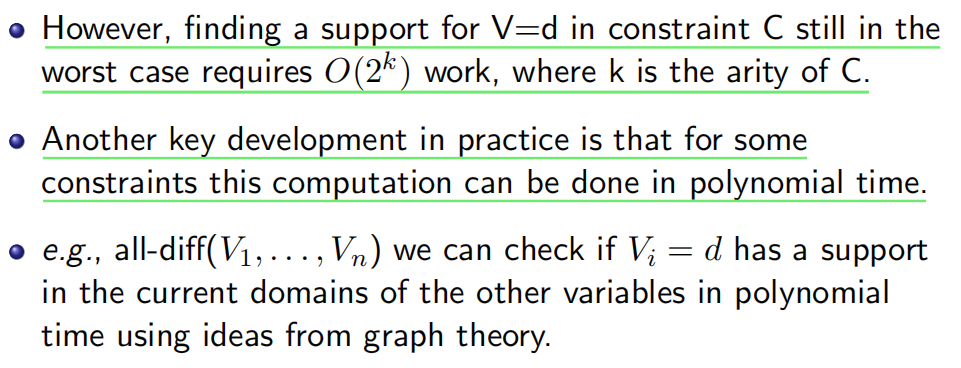 However, finding a support for V=d in constraint C still in the
worst case requires O(2^k) work, where k is the arity of C.
Another key development in practice is that for some
constraints this computation can be done in polynomial time.
e.g., all-diff(V_1, . . . , V_n) we can check if V_i = d has a support
in the current domains of the other variables in polynomial
time using ideas from graph theory.